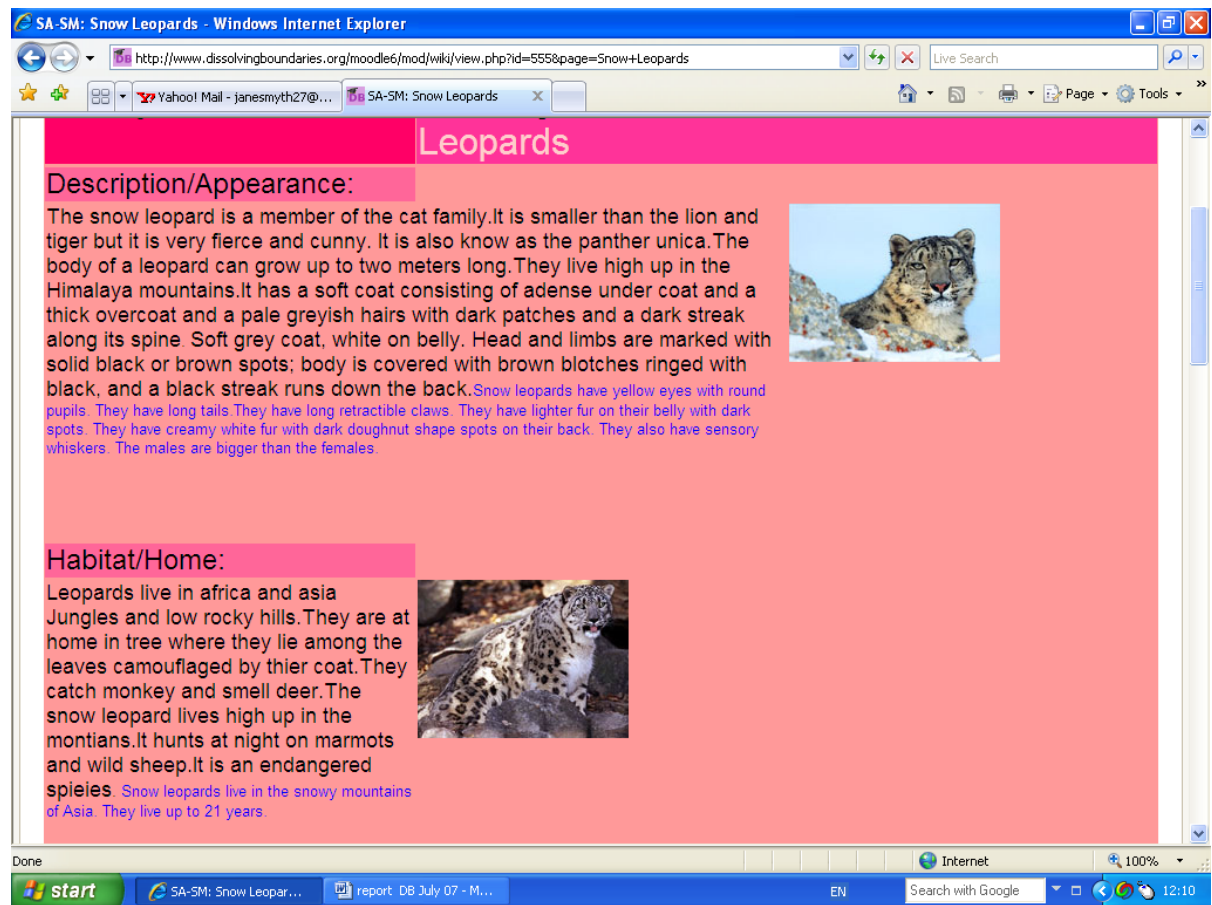 SA-SM: Snow Leopards - Windows Internet Explorer
http://www.dissolvingboundaries.org/moodle6/mod/wiki/view.php?id=555&page=Snow+Leopards
Live Search
Yahoo! Mail - janesmyth27@...
SA-SM: Snow Leopards
Page
Tools
Leopards
Description/Appearance:
The snow leopard is a member of the cat family.It is smaller than the lion and
tiger but it is very fierce and cunny. It is also know as the panther unica.The
body of a leopard can grow up to two meters long.They live high up in the
Himalaya mountains.It has a soft coat consisting of adense under coat and a
thick overcoat and a pale greyish hairs with dark patches and a dark streak
along its spine. Soft grey coat, white on belly. Head and limbs are marked with
solid black or brown spots; body is covered with brown blotches ringed with
black, and a black streak runs down the back.Snow leopards have yellow eyes with round
pupils. They have long tails.They have long retractible claws. They have lighter fur on their belly with dark
spots. They have creamy white fur with dark doughnut shape spots on their back. They also have sensory
whiskers. The males are bigger than the females.
Habitat/Home:
Leopards live in africa and asia
Jungles and low rocky hills.They are at
home in tree where they lie among the
leaves camouflaged by thier coat.They
catch monkey and smell deer.The
snow leopard lives high up in the
montians.It hunts at night on marmots
and wild sheep.It is an endangered
spieies. Snow leopards live in the snowy mountains
of Asia. They live up to 21 years.
Done
Internet
100%
start
SA-SM: Snow Leopar...
report DB July 07 - M...
EN
Search with Google
12:10